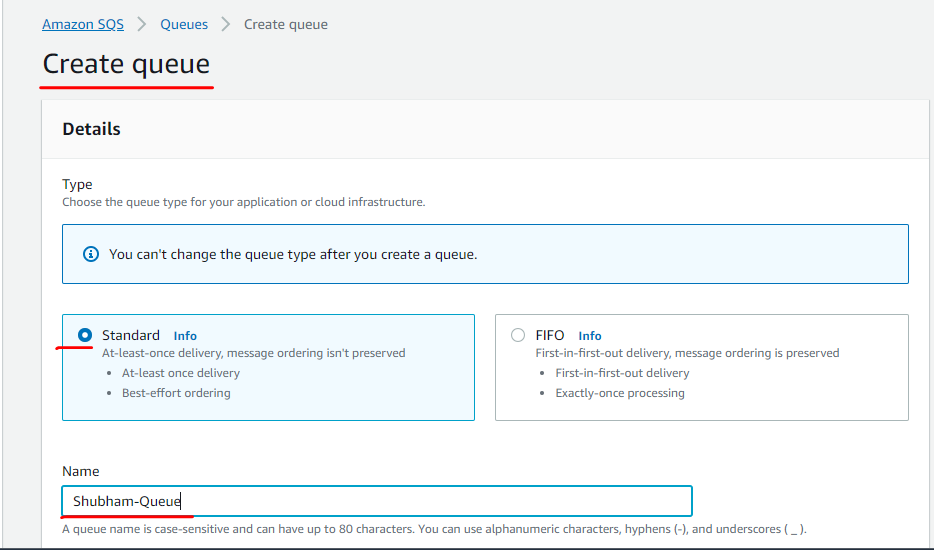 Amazon SQS > Queues > Create queue
Create queue
Details
Type
Choose the queue type for your application or cloud infrastructure.
You can't change the queue type after you create a queue.
Standard Info
At-least-once delivery, message ordering isn't preserved
• At-least once delivery
• Best-effort ordering
FIFO Info
First-in-first-out delivery, message ordering is preserved
• First-in-first-out delivery
• Exactly-once processing
Name
Shubham-Queue
A queue name is case-sensitive and can have up to 80 characters. You can use alphanumeric characters, hyphens (-), and underscores ( _ ).